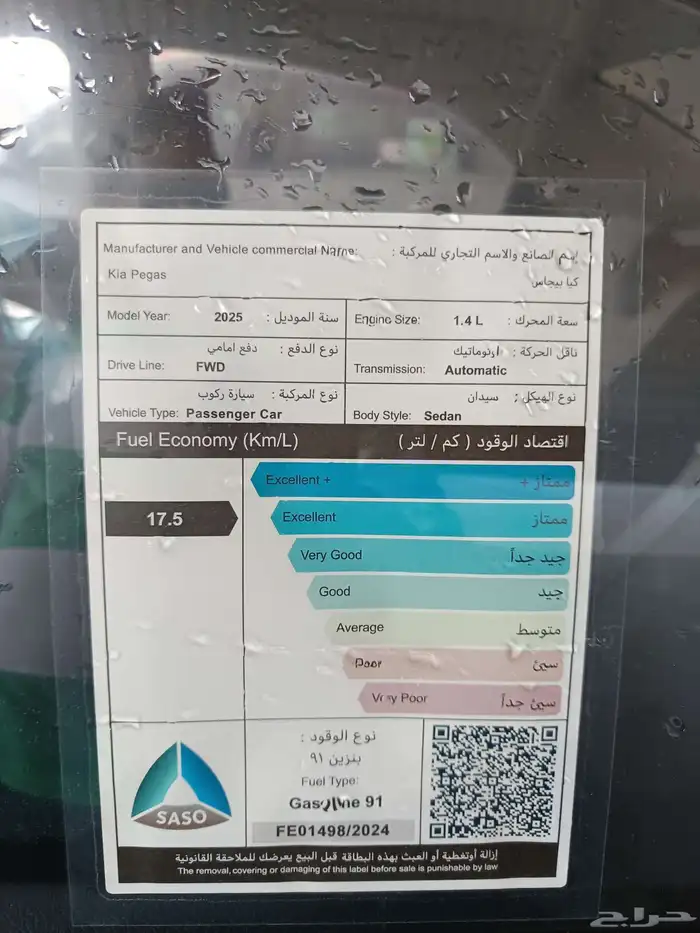 Manufacturer and Vehicle commercial Name: إسم الصانع والاسم التجاري للمركبة :
Kia Pegas كيا بيجاس
Model Year: 2025 سنة الموديل :
Engine Size: 1.4 L سعة المحرك :
نوع الدفع : دفع امامي
Drive Line: FWD
ناقل الحركة : اوتوماتيك
Transmission: Automatic
نوع المركبة : سيارة ركوب
Vehicle Type: Passenger Car
نوع الهيكل : سيدان
Body Style: Sedan
Fuel Economy (Km/L) اقتصاد الوقود ( كم / لتر )
Excellent + ممتاز +
17.5
Excellent ممتاز
Very Good جيد جداً
Good جيد
Average متوسط
Poor سيئ
Very Poor سيئ جداً
نوع الوقود :
بنزين ٩١
Fuel Type:
Gasoline 91
FE01498/2024
SASO
إزالة أوتغطية أو العبث بهذه البطاقة قبل البيع يعرضك للملاحقة القانونية
The removal, covering or damaging of this label before sale is punishable by law
حراج